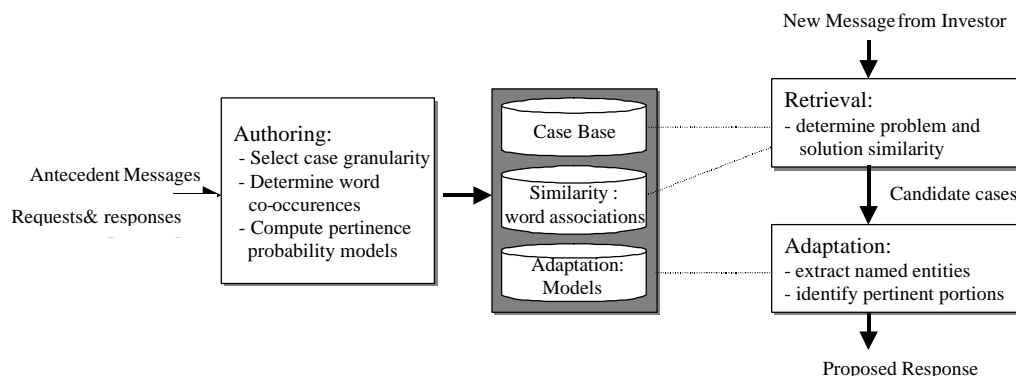 Antecedent Messages
Requests& responses
Authoring:
- Select case granularity
- Determine word
co-occurences
- Compute pertinence
probability models
Case Base
Similarity :
word associations
Adaptation:
Models
New Message from Investor
Retrieval:
- determine problem and
solution similarity
Candidate cases
Adaptation:
- extract named entities
- identify pertinent portions
Proposed Response